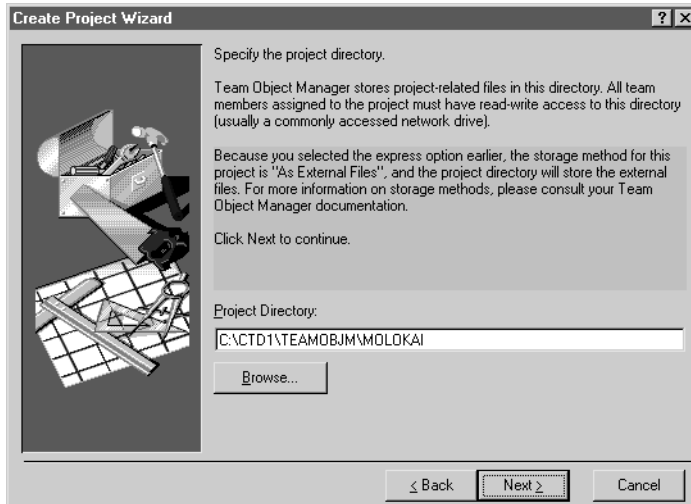 Create Project Wizard
Specify the project directory.
Team Object Manager stores project-related files in this directory. All team
members assigned to the project must have read-write access to this directory
(usually a commonly accessed network drive).
Because you selected the express option earlier, the storage method for this
project is "As External Files", and the project directory will store the external
files. For more information on storage methods, please consult your Team
Object Manager documentation.
Click Next to continue.
Project Directory:
C:\CTD1\TEAMOBJM\MOLOKAI
Browse...
< Back
Next >
Cancel